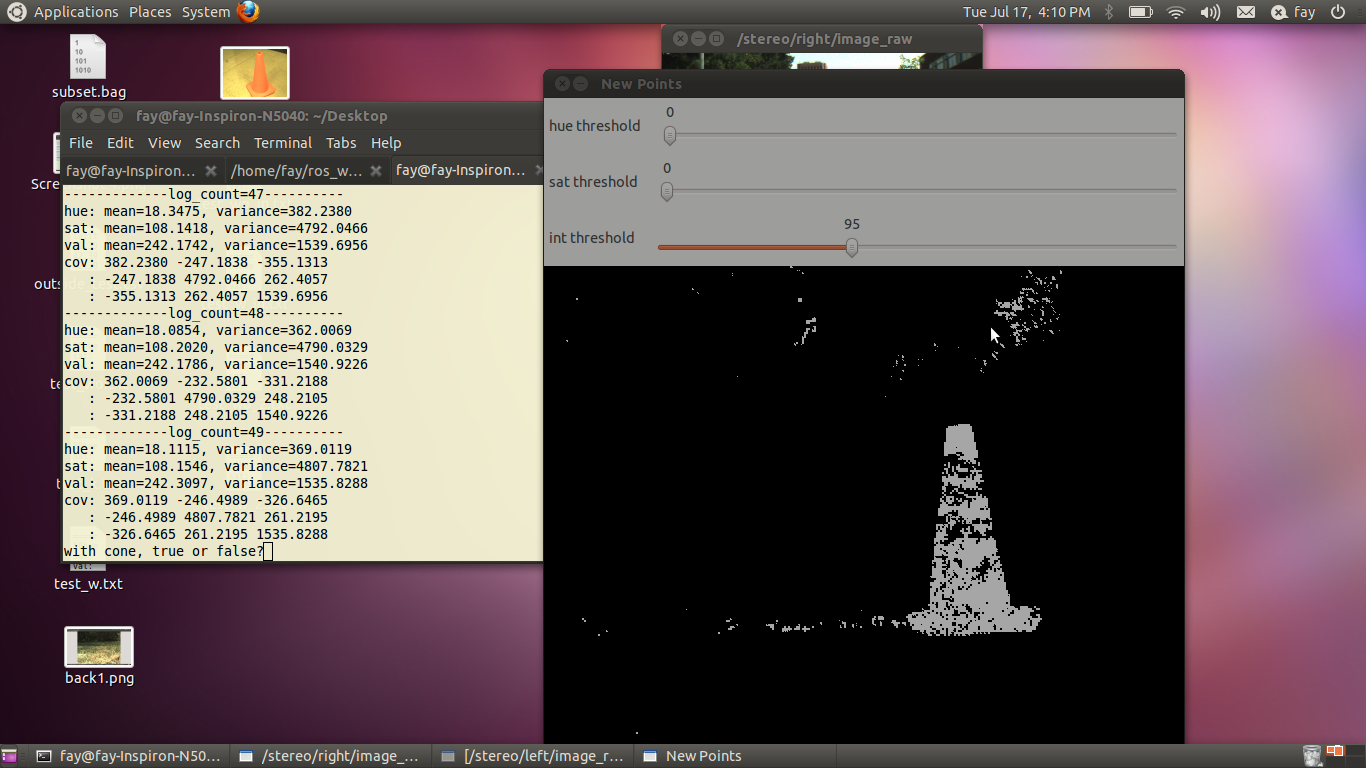 Applications Places System
Tue Jul 17, 4:10 PM
fay
subset.bag
/stereo/right/image_raw
New Points
fay@fay-Inspiron-N5040: ~/Desktop
File Edit View Search Terminal Tabs Help
fay@fay-Inspiron...
/home/fay/ros_w...
fay@fay-Inspiron...
-------------log_count=47----------
hue: mean=18.3475, variance=382.2380
sat: mean=108.1418, variance=4792.0466
val: mean=242.1742, variance=1539.6956
cov: 382.2380 -247.1838 -355.1313
: -247.1838 4792.0466 262.4057
: -355.1313 262.4057 1539.6956
-------------log_count=48----------
hue: mean=18.0854, variance=362.0069
sat: mean=108.2020, variance=4790.0329
val: mean=242.1786, variance=1540.9226
cov: 362.0069 -232.5801 -331.2188
: -232.5801 4790.0329 248.2105
: -331.2188 248.2105 1540.9226
-------------log_count=49----------
hue: mean=18.1115, variance=369.0119
sat: mean=108.1546, variance=4807.7821
val: mean=242.3097, variance=1535.8288
cov: 369.0119 -246.4989 -326.6465
: -246.4989 4807.7821 261.2195
: -326.6465 261.2195 1535.8288
with cone, true or false?
0
hue threshold
0
sat threshold
95
int threshold
test_w.txt
back1.png
fay@fay-Inspiron-N50...
/stereo/right/image_...
[/stereo/left/image_r...
New Points